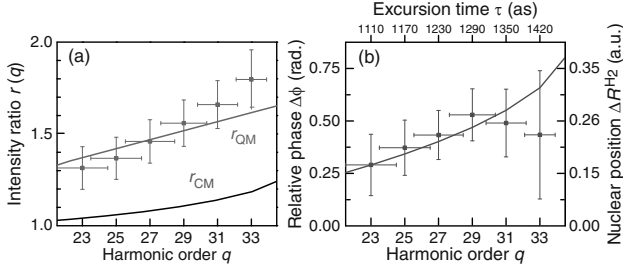 Excursion time τ (as)
1110 1170 1230 1290 1350 1420
2.0
(a)
1.5
1.0
Intensity ratio r (q)
rQM
rCM
23 25 27 29 31 33
Harmonic order q
(b)
0.75
0.50
0.25
0.00
Relative phase Δϕ (rad.)
23 25 27 29 31 33
Harmonic order q
0.35
0.26
0.15
0.00
Nuclear position ΔR^H2 (a.u.)